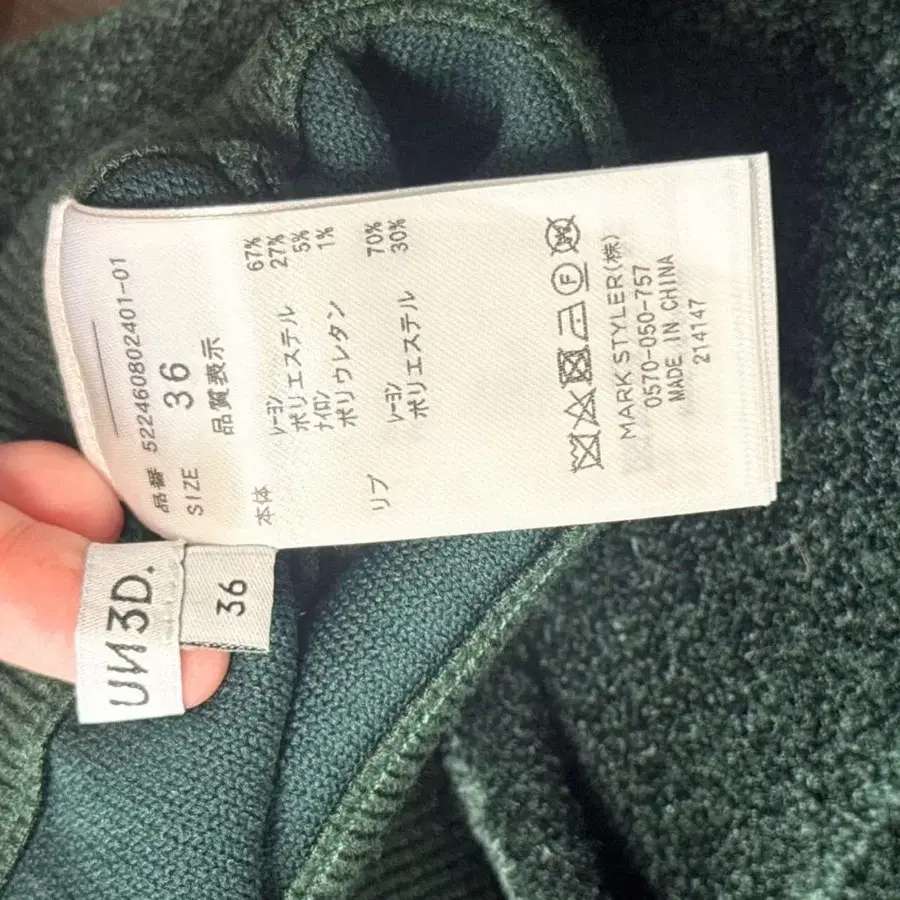 品番 522460802401-01
SIZE 36
品質表示
本体 レーヨン 67%
ポリエステル 27%
ナイロン 5%
ポリウレタン 1%
リブ レーヨン 70%
ポリエステル 30%
F
W
MARK STYLER(株)
0570-050-757
MADE IN CHINA
214147
UИ3D.
36